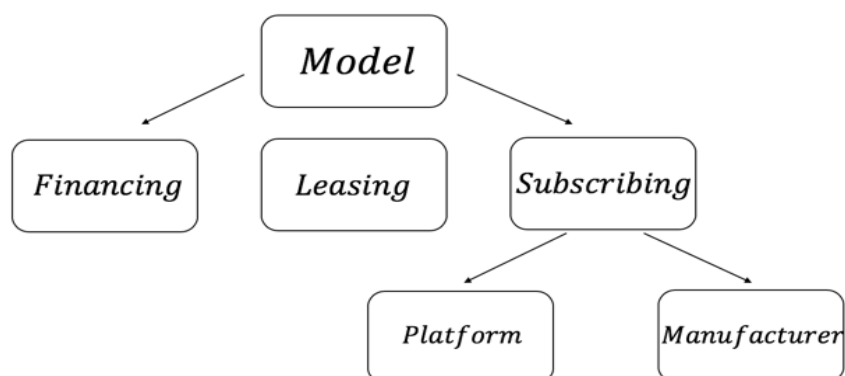 Model
Financing
Leasing
Subscribing
Platform
Manufacturer